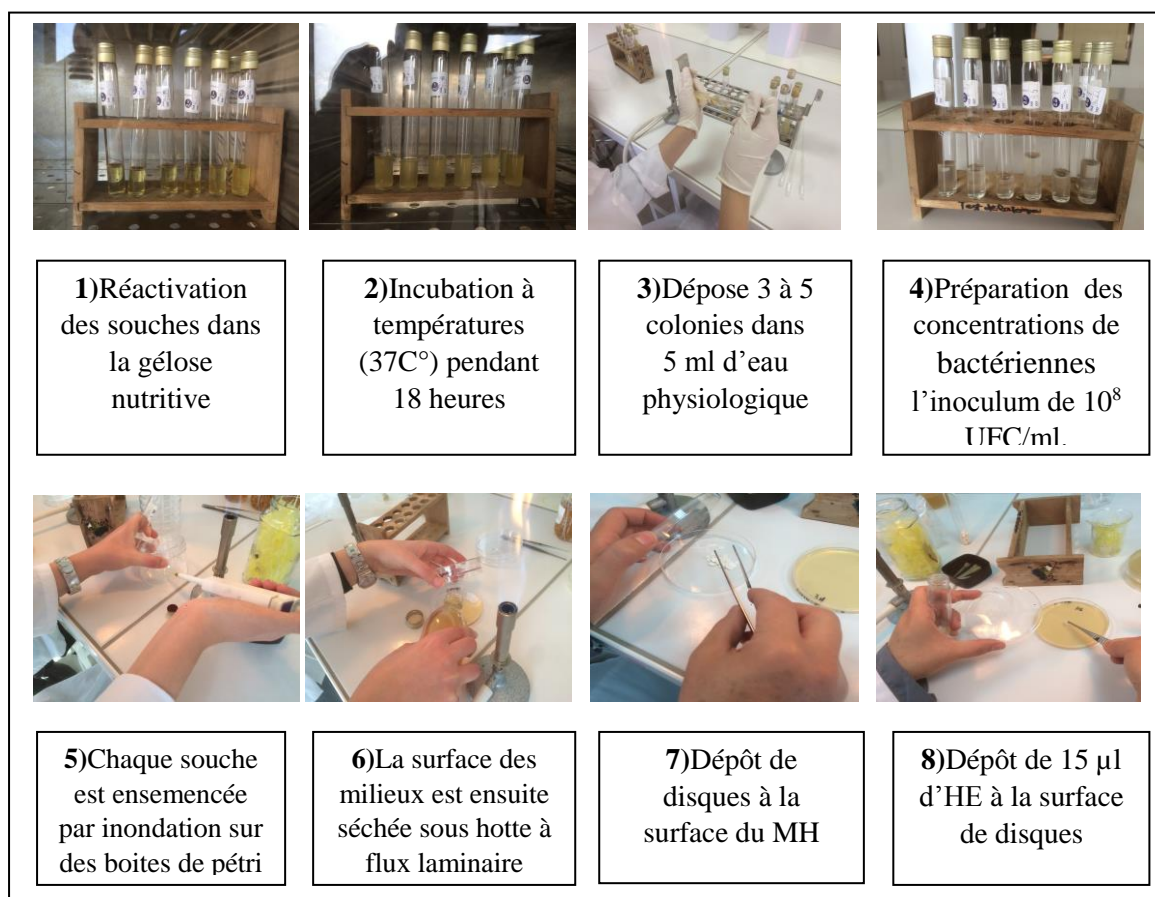 1)Réactivation
des souches dans
la gélose
nutritive
2)Incubation à
températures
(37C°) pendant
18 heures
3)Dépose 3 à 5
colonies dans
5 ml d’eau
physiologique
4)Préparation des
concentrations de
bactériennes
l’inoculum de 10⁸
UFC/ml.
5)Chaque souche
est ensemencée
par inondation sur
des boites de pétri
6)La surface des
milieux est ensuite
séchée sous hotte à
flux laminaire
7)Dépôt de
disques à la
surface du MH
8)Dépôt de 15 µl
d’HE à la surface
de disques